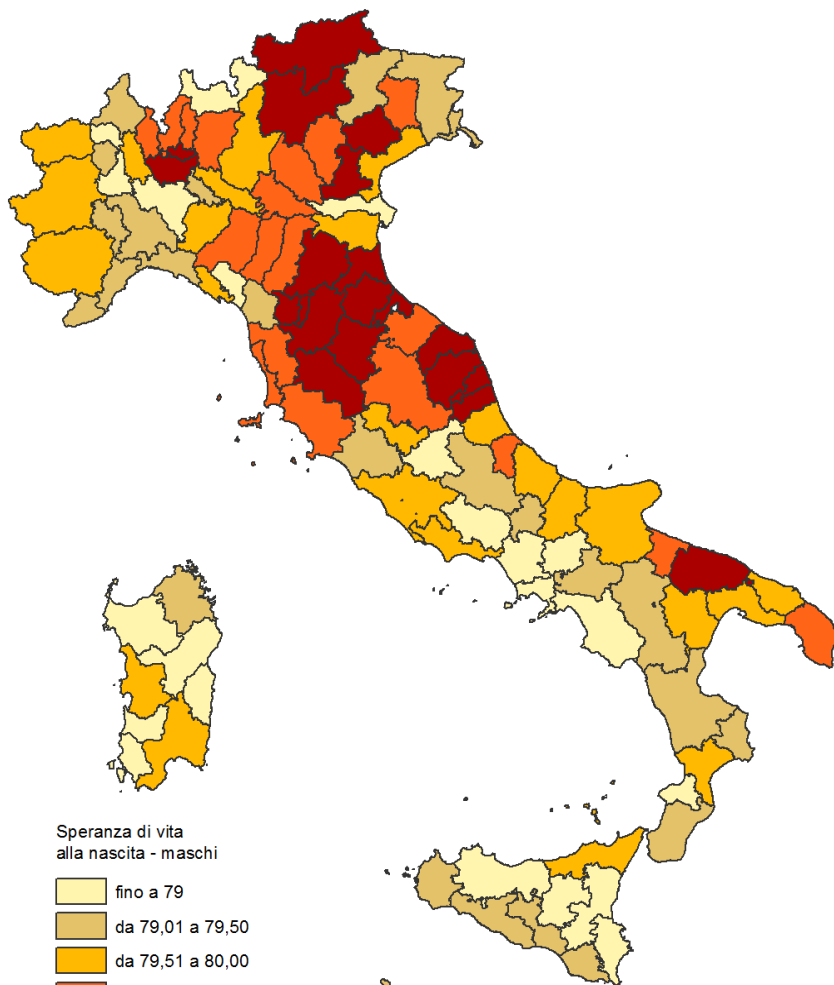 Speranza di vita
alla nascita - maschi
fino a 79
da 79,01 a 79,50
da 79,51 a 80,00